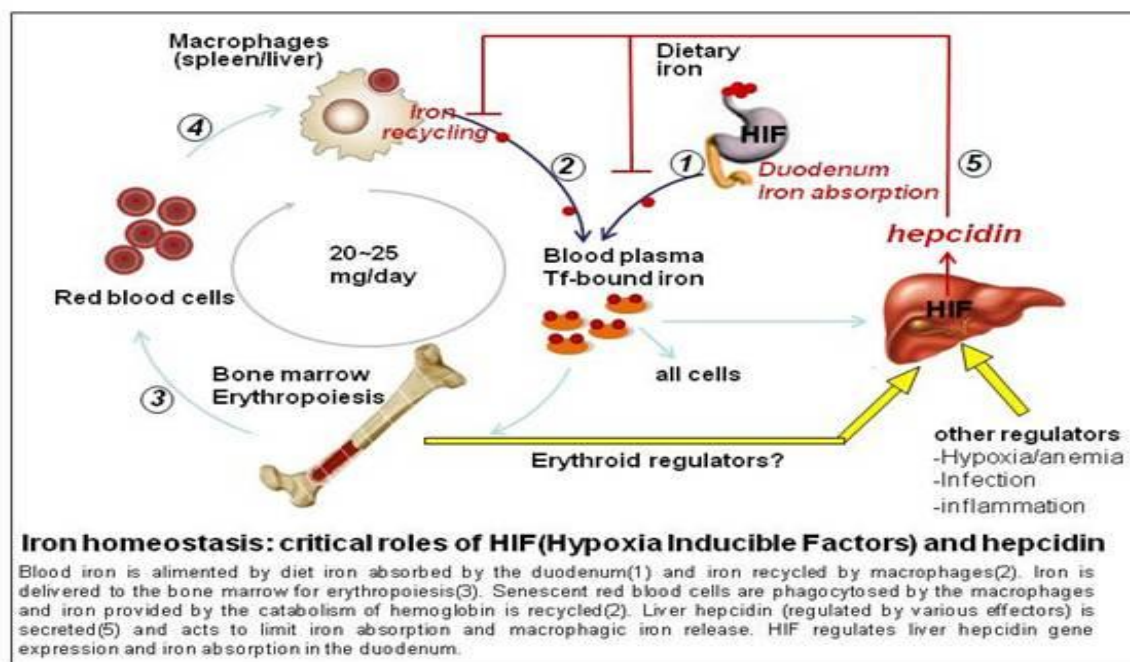 Macrophages
(spleen/liver)
Dietary
iron
Iron
recycling
HIF
4
2
1
5
Duodenum
Iron absorption
hepcidin
20~25
mg/day
Blood plasma
Tf-bound iron
Red blood cells
HIF
all cells
Bone marrow
Erythropoiesis
3
Erythroid regulators?
other regulators
-Hypoxia/anemia
-Infection
-inflammation
Iron homeostasis: critical roles of HIF(Hypoxia Inducible Factors) and hepcidin
Blood iron is alimented by diet iron absorbed by the duodenum(1) and iron recycled by macrophages(2). Iron is
delivered to the bone marrow for erythropoiesis(3). Senescent red blood cells are phagocytosed by the macrophages
and iron provided by the catabolism of hemoglobin is recycled(2). Liver hepcidin (regulated by various effectors) is
secreted(5) and acts to limit iron absorption and macrophagic iron release. HIF regulates liver hepcidin gene
expression and iron absorption in the duodenum.